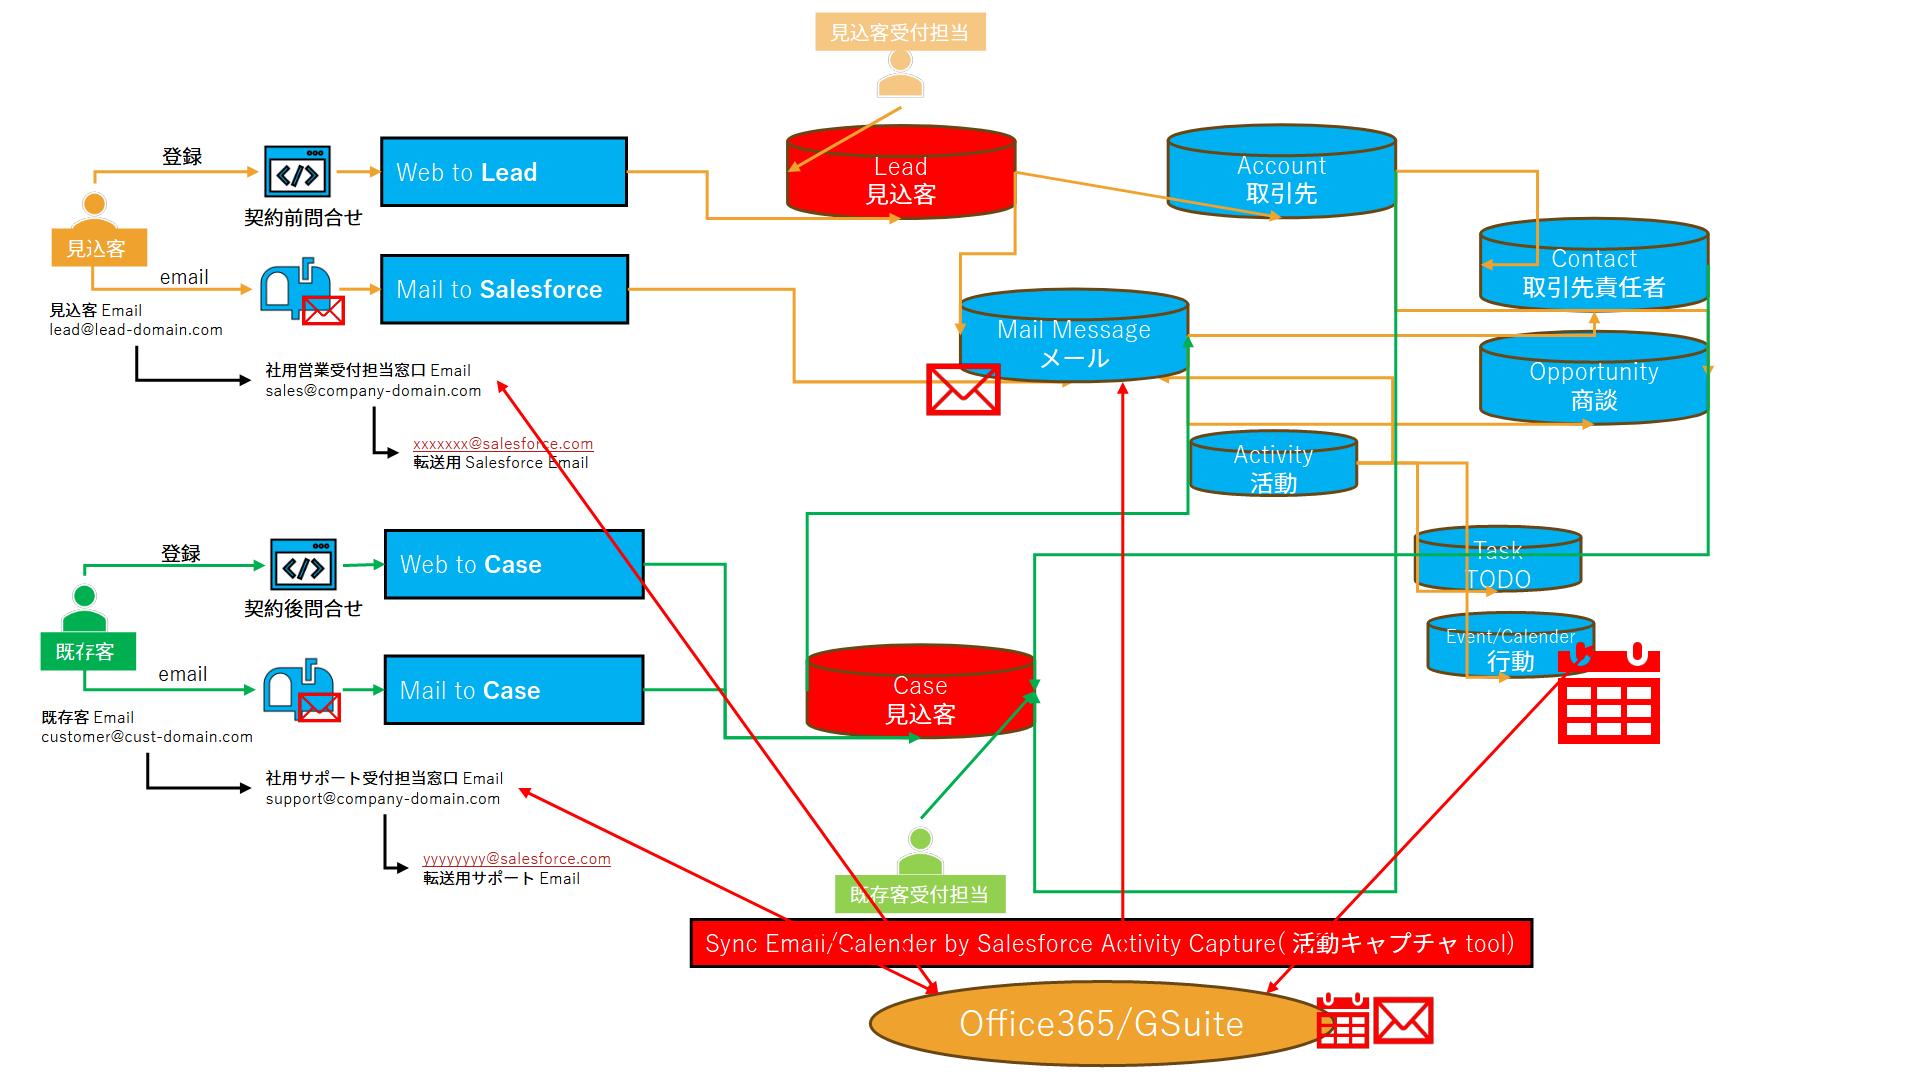 見込客受付担当
登録
Web to Lead
契約前問合せ
Lead
見込客
Account
取引先
見込客
email
Mail to Salesforce
Contact
取引先責任者
見込客 Email
lead@lead-domain.com
Mail Message
メール
社用営業受付担当窓口 Email
sales@company-domain.com
Opportunity
商談
xxxxxxx@salesforce.com
転送用 Salesforce Email
Activity
活動
登録
Web to Case
契約後問合せ
Task
TODO
既存客
email
Mail to Case
Case
見込客
Event/Calender
行動
既存客 Email
customer@cust-domain.com
社用サポート受付担当窓口 Email
support@company-domain.com
yyyyyyyy@salesforce.com
転送用サポート Email
既存客受付担当
Sync Email/Calender by Salesforce Activity Capture( 活動キャプチャ tool)
Office365/GSuite